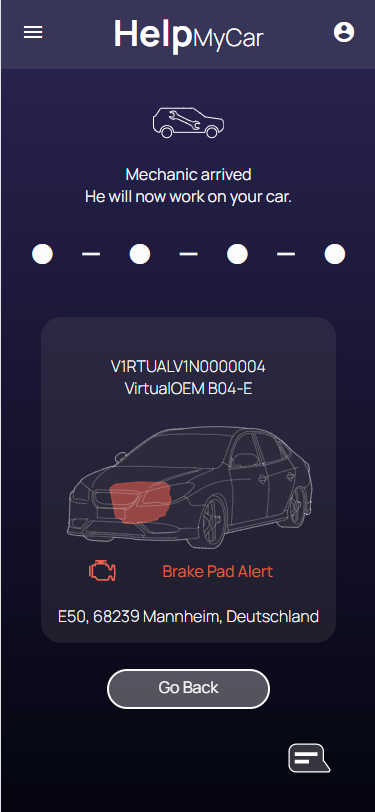 HelpMyCar
Mechanic arrived
He will now work on your car.
V1RTUALV1N0000004
VirtualOEM B04-E
Brake Pad Alert
E50, 68239 Mannheim, Deutschland
Go Back